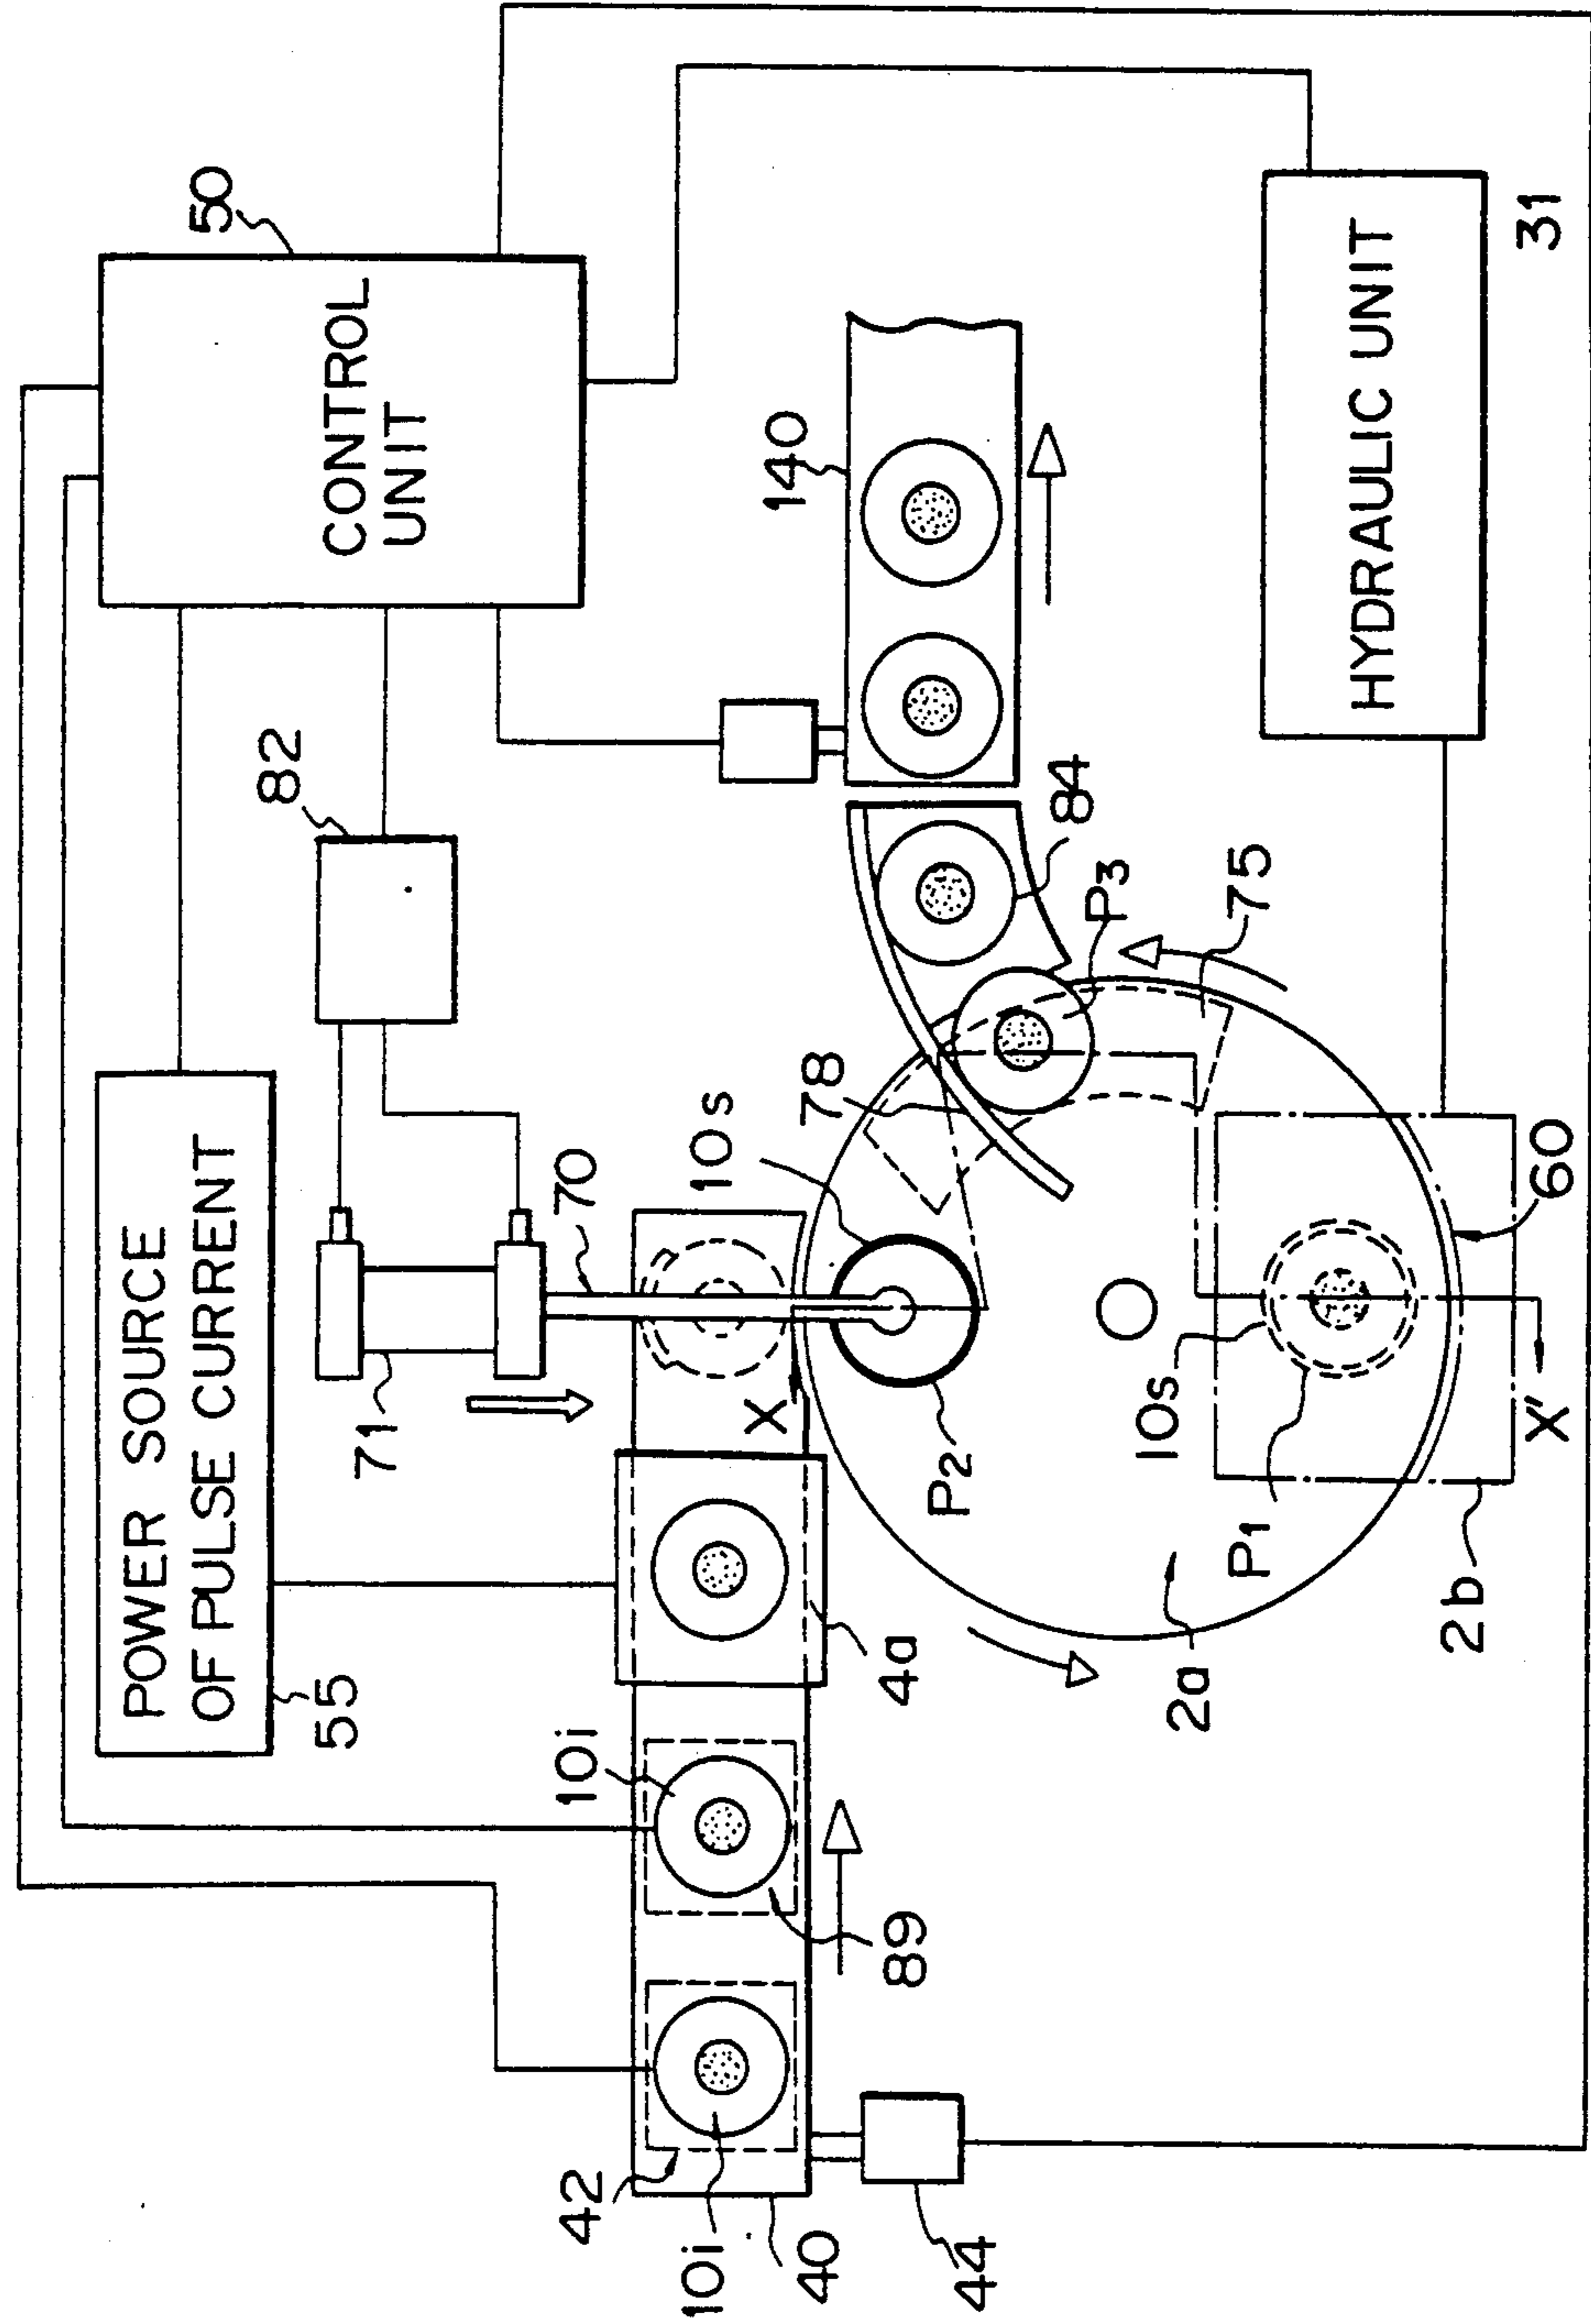 50
CONTROL
UNIT
82
140
31
HYDRAULIC UNIT
POWER SOURCE
OF PULSE CURRENT
55
71
70
10s
78
84
P3
75
60
X
P2
10s
P1
X'
2a
2b
4a
10i
89
42
10i
40
44